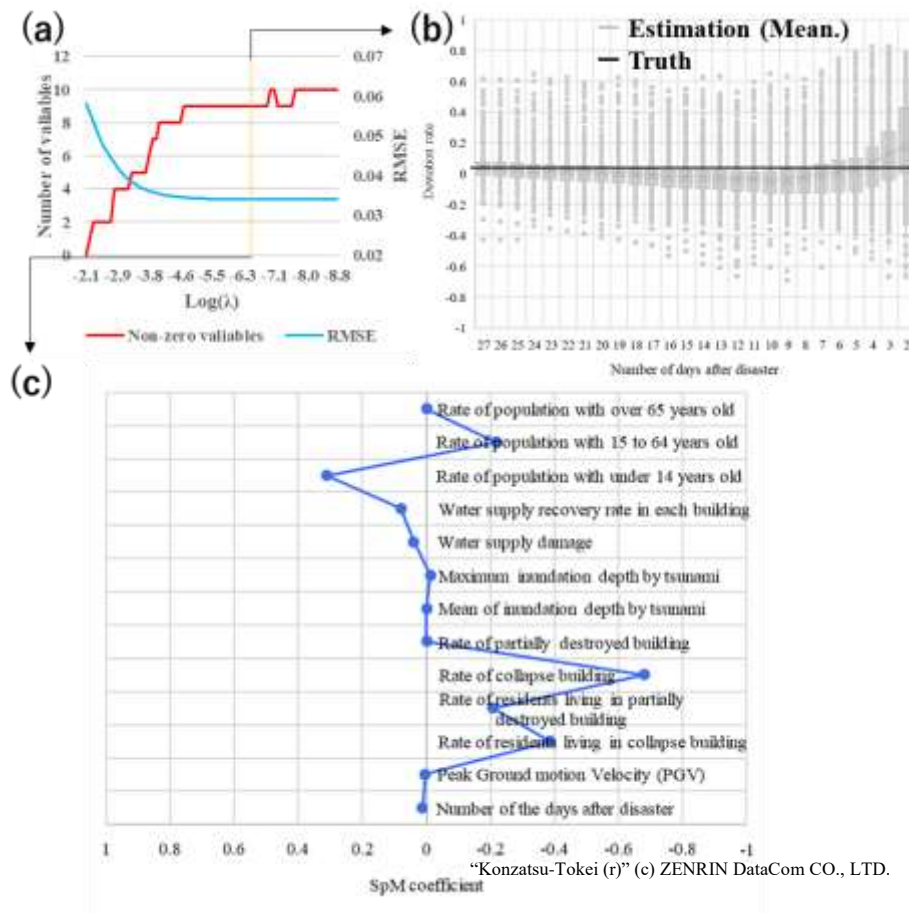 (a)
12
10
8
6
4
2
0
Number of valiables
0.07
0.06
0.05
0.04
0.03
0.02
RMSE
-2.1 -2.9 -3.8 -4.6 -5.5 -6.3 -7.1 -8.0 -8.8
Log(λ)
Non-zero valiables
RMSE
(b)
Estimation (Mean.)
Truth
1
0.8
0.6
0.4
0.2
0
-0.2
-0.4
-0.6
-0.8
-1
Deviation rate
27 26 25 24 23 22 21 20 19 18 17 16 15 14 13 12 11 10 9 8 7 6 5 4 3 2
Number of days after disaster
(c)
Rate of population with over 65 years old
Rate of population with 15 to 64 years old
Rate of population with under 14 years old
Water supply recovery rate in each building
Water supply damage
Maximum inundation depth by tsunami
Mean of inundation depth by tsunami
Rate of partially destroyed building
Rate of collapse building
Rate of residents living in partially
destroyed building
Rate of residents living in collapse building
Peak Ground motion Velocity (PGV)
Number of the days after disaster
1 0.8 0.6 0.4 0.2 0 -0.2 -0.4 -0.6 -0.8 -1
SpM coefficient
“Konzatsu-Tokei (r)” (c) ZENRIN DataCom CO., LTD.